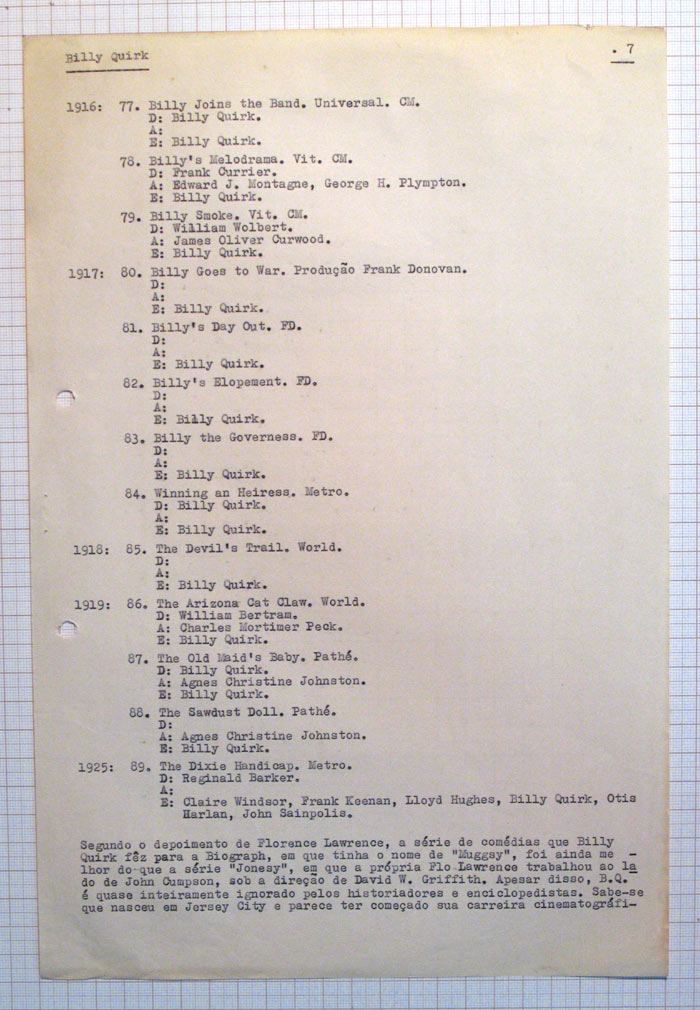 Billy Quirk
. 7
1916: 77. Billy Joins the Band. Universal. CM.
D: Billy Quirk.
A:
E: Billy Quirk.
78. Billy's Melodrama. Vit. CM.
D: Frank Currier.
A: Edward J. Montagne, George H. Plympton.
E: Billy Quirk.
79. Billy Smoke. Vit. CM.
D: William Wolbert.
A: James Oliver Curwood.
E: Billy Quirk.
1917: 80. Billy Goes to War. Produção Frank Donovan.
D:
A:
E: Billy Quirk.
81. Billy's Day Out. FD.
D:
A:
E: Billy Quirk.
82. Billy's Elopement. FD.
D:
A:
E: Billy Quirk.
83. Billy the Governess. FD.
D:
A:
E: Billy Quirk.
84. Winning an Heiress. Metro.
D: Billy Quirk.
A:
E: Billy Quirk.
1918: 85. The Devil's Trail. World.
D:
A:
E: Billy Quirk.
1919: 86. The Arizona Cat Claw. World.
D: William Bertram.
A: Charles Mortimer Peck.
E: Billy Quirk.
87. The Old Maid's Baby. Pathé.
D: Billy Quirk.
A: Agnes Christine Johnston.
E: Billy Quirk.
88. The Sawdust Doll. Pathé.
D:
A: Agnes Christine Johnston.
E: Billy Quirk.
1925: 89. The Dixie Handicap. Metro.
D: Reginald Barker.
A:
E: Claire Windsor, Frank Keenan, Lloyd Hughes, Billy Quirk, Otis
Harlan, John Sainpolis.
Segundo o depoimento de Florence Lawrence, a série de comédias que Billy
Quirk fêz para a Biograph, em que tinha o nome de "Muggsy", foi ainda me -
lhor do que a série "Jonesy", em que a própria Flo Lawrence trabalhou ao la
do de John Cumpson, sob a direção de David W. Griffith. Apesar disso, B.Q.
é quase inteiramente ignorado pelos historiadores e enciclopedistas. Sabe-se
que nasceu em Jersey City e parece ter começado sua carreira cinematográfi-